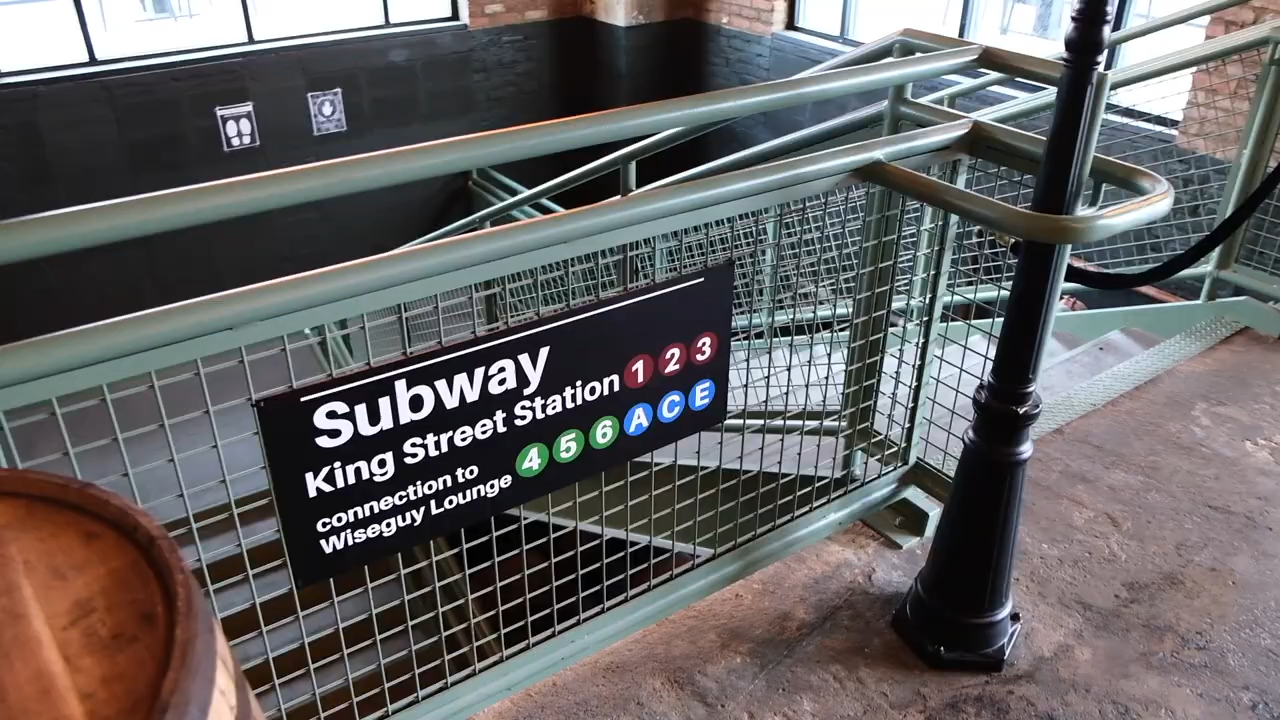 Subway
King Street Station 1 2 3
4 5 6 A C E
connection to
Wiseguy Lounge